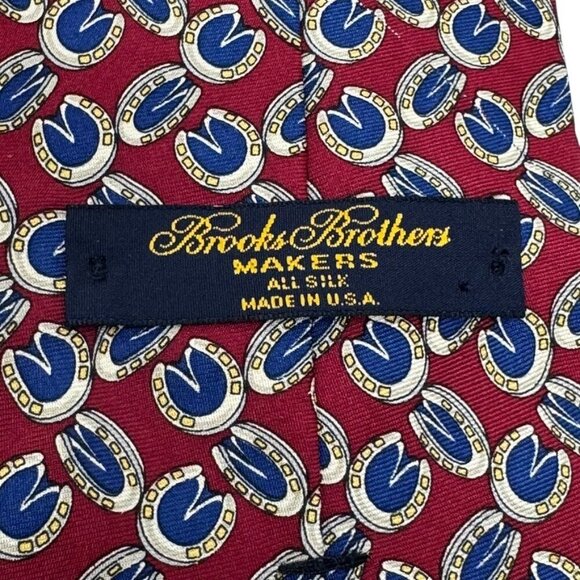 Brooks Brothers
MAKERS
ALL SILK
MADE IN U.S.A.